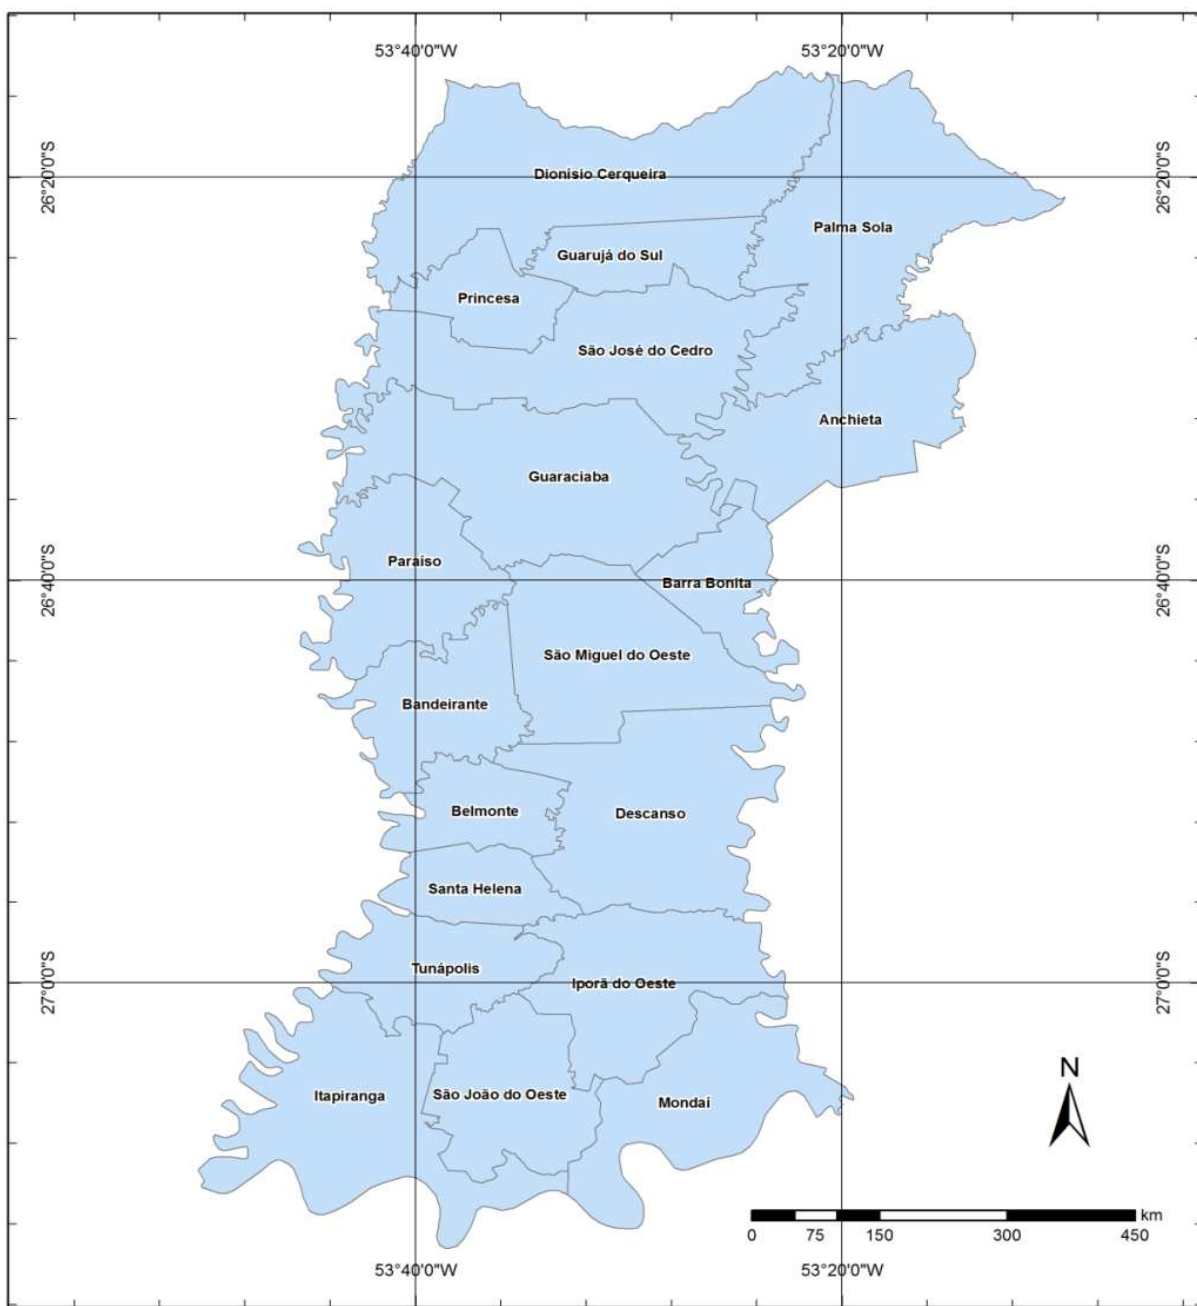 53°40'0"W
53°20'0"W
26°20'0"S
26°20'0"S
Dionísio Cerqueira
Palma Sola
Guarujá do Sul
Princesa
São José do Cedro
Anchieta
Guaraciaba
26°40'0"S
26°40'0"S
Paraíso
Barra Bonita
São Miguel do Oeste
Bandeirante
Belmonte
Descanso
Santa Helena
27°0'0"S
27°0'0"S
Tunápolis
Iporã do Oeste
N
Itapiranga
São João do Oeste
Mondaí
km
0 75 150 300 450
53°40'0"W
53°20'0"W